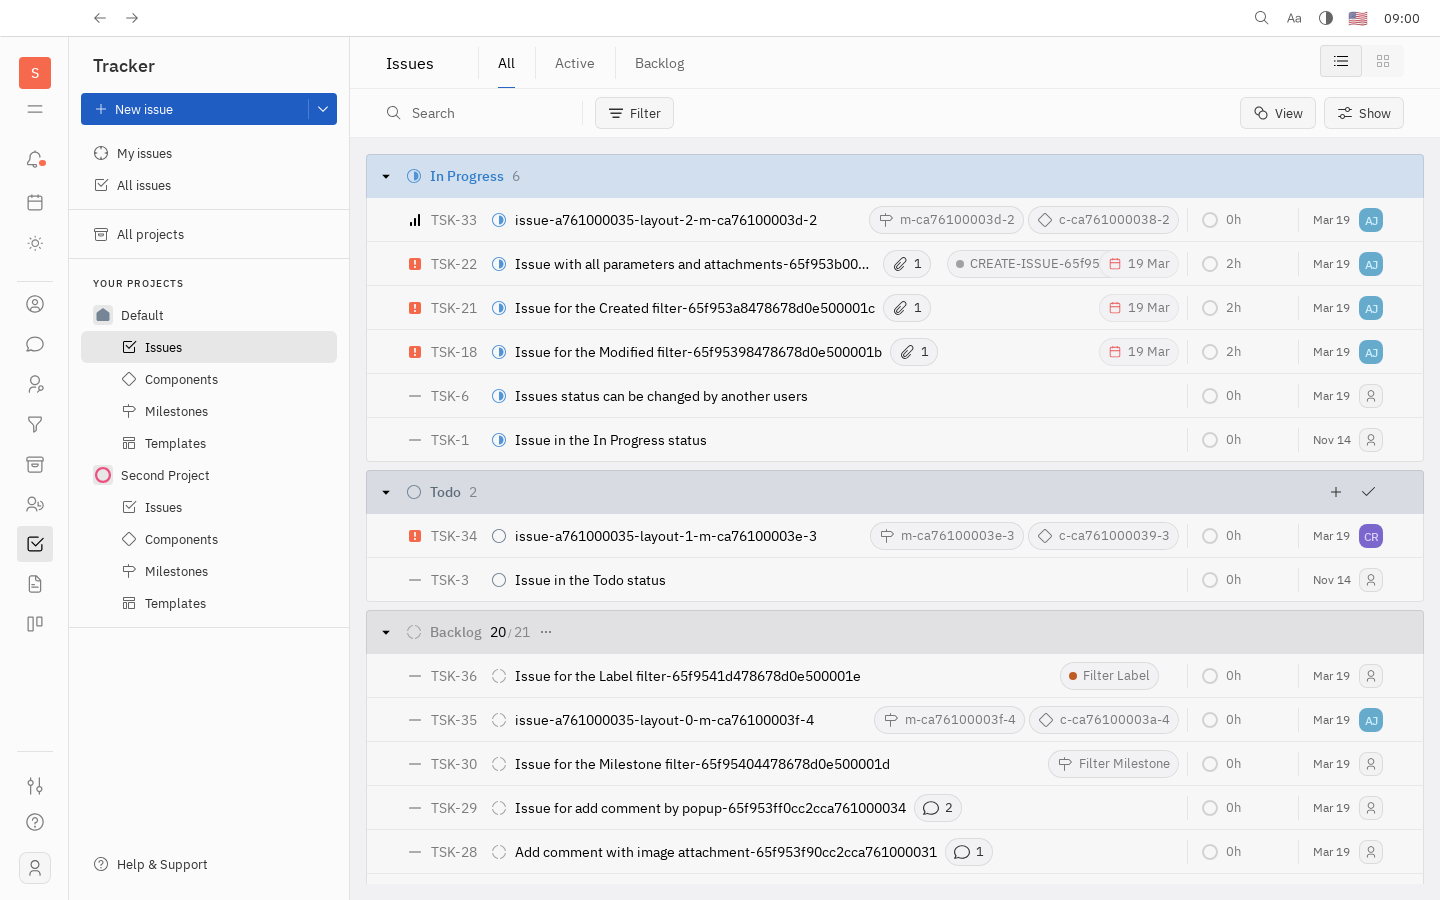 Aa 09:00
S
Tracker
New issue
My issues
All issues
All projects
YOUR PROJECTS
Default
Issues
Components
Milestones
Templates
Second Project
Issues
Components
Milestones
Templates
Help & Support
Issues All Active Backlog
Search Filter View Show
In Progress 6
TSK-33 issue-a761000035-layout-2-m-ca76100003d-2 m-ca76100003d-2 c-ca761000038-2 0h Mar 19 AJ
TSK-22 Issue with all parameters and attachments-65f953b00... 1 CREATE-ISSUE-65f95 19 Mar 2h Mar 19 AJ
TSK-21 Issue for the Created filter-65f953a8478678d0e500001c 1 19 Mar 2h Mar 19 AJ
TSK-18 Issue for the Modified filter-65f95398478678d0e500001b 1 19 Mar 2h Mar 19 AJ
TSK-6 Issues status can be changed by another users 0h Mar 19
TSK-1 Issue in the In Progress status 0h Nov 14
Todo 2
TSK-34 issue-a761000035-layout-1-m-ca76100003e-3 m-ca76100003e-3 c-ca761000039-3 0h Mar 19 CR
TSK-3 Issue in the Todo status 0h Nov 14
Backlog 20/21 ...
TSK-36 Issue for the Label filter-65f9541d478678d0e500001e Filter Label 0h Mar 19
TSK-35 issue-a761000035-layout-0-m-ca76100003f-4 m-ca76100003f-4 c-ca76100003a-4 0h Mar 19 AJ
TSK-30 Issue for the Milestone filter-65f95404478678d0e500001d Filter Milestone 0h Mar 19
TSK-29 Issue for add comment by popup-65f953ff0cc2cca761000034 2 0h Mar 19
TSK-28 Add comment with image attachment-65f953f90cc2cca761000031 1 0h Mar 19